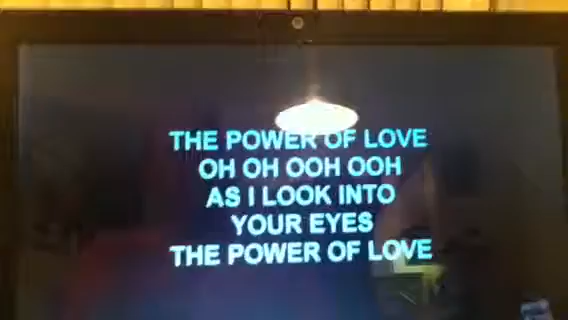 THE POWER OF LOVE
OH OH OOH OOH
AS I LOOK INTO
YOUR EYES
THE POWER OF LOVE